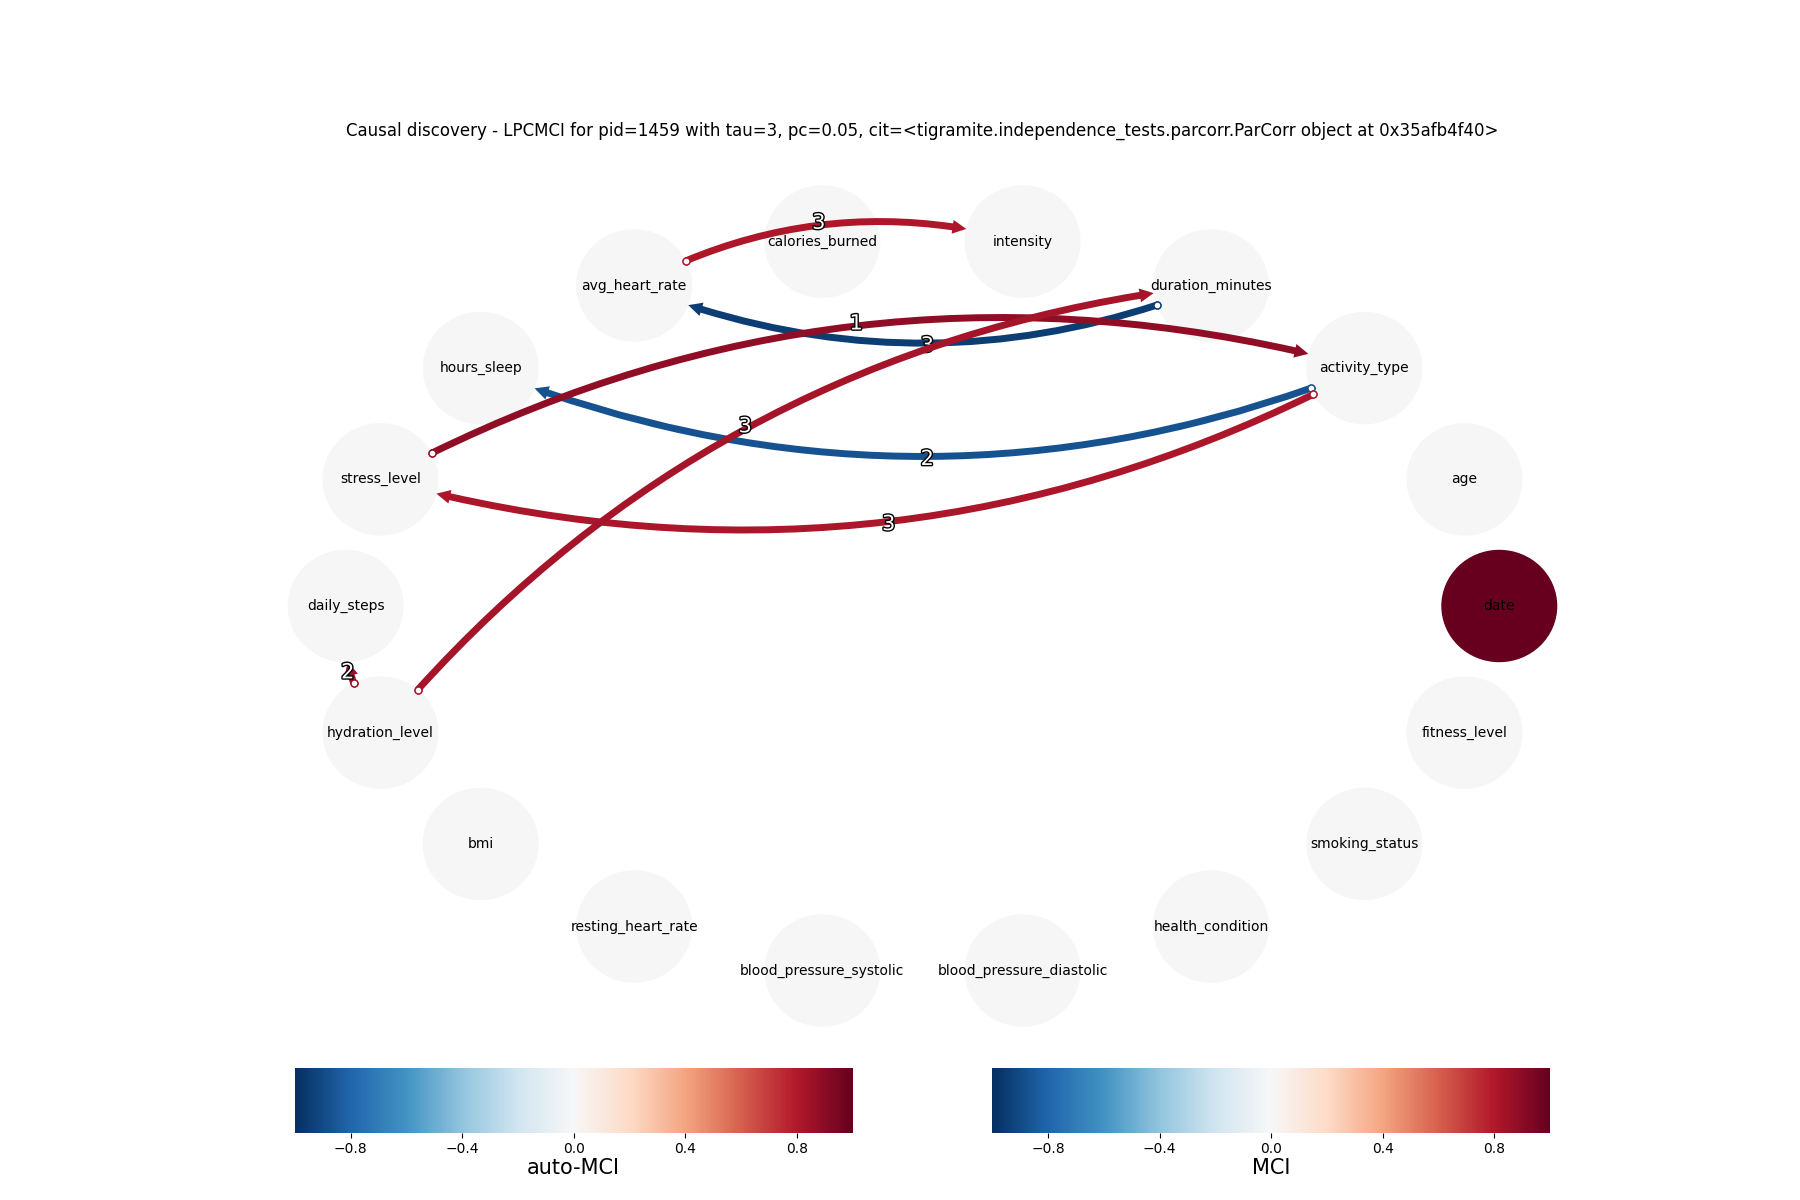 Causal discovery - LPCMCI for pid=1459 with tau=3, pc=0.05, cit=<tigramite.independence_tests.parcorr.ParCorr object at 0x35afb4f40>
3
calories_burned
intensity
avg_heart_rate
duration_minutes
1
3
hours_sleep
activity_type
3
2
stress_level
age
3
daily_steps
date
2
hydration_level
fitness_level
bmi
smoking_status
resting_heart_rate
health_condition
blood_pressure_systolic
blood_pressure_diastolic
−0.8 −0.4 0.0 0.4 0.8
auto-MCI
−0.8 −0.4 0.0 0.4 0.8
MCI